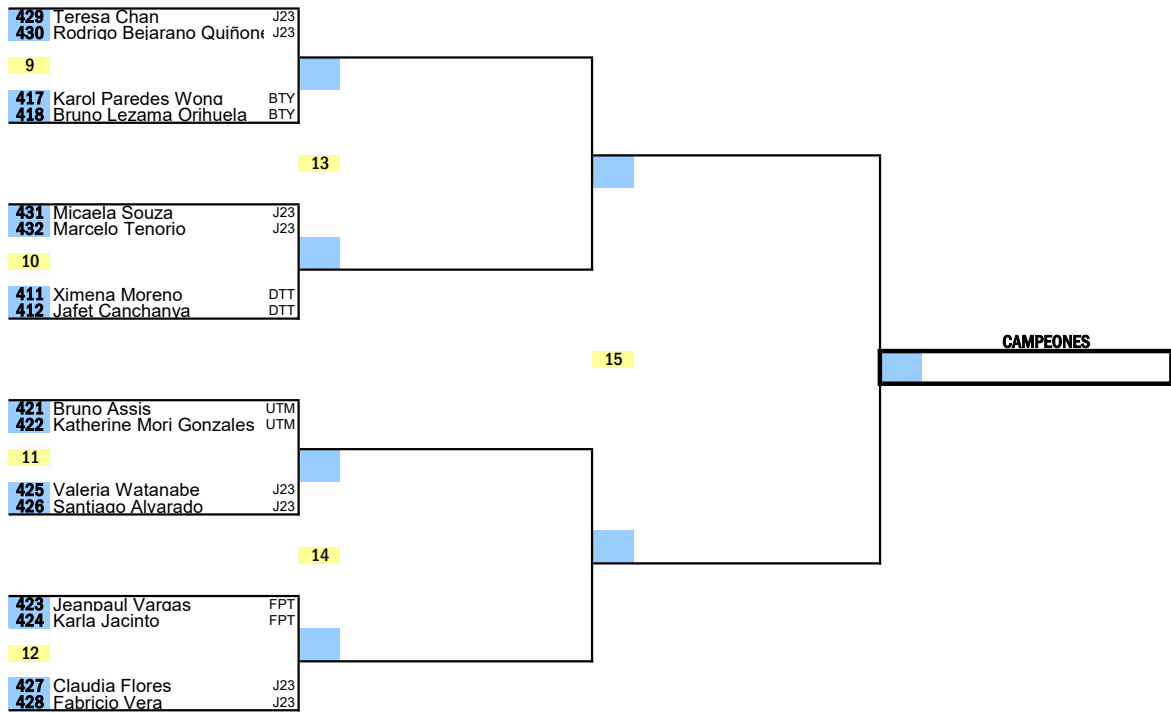 429 Teresa Chan J23
430 Rodrigo Bejarano Quiñone J23
9
417 Karol Paredes Wong BTY
418 Bruno Lezama Orihuela BTY
13
431 Micaela Souza J23
432 Marcelo Tenorio J23
10
411 Ximena Moreno DTT
412 Jafet Canchanya DTT
CAMPEONES
15
421 Bruno Assis UTM
422 Katherine Mori Gonzales UTM
11
425 Valeria Watanabe J23
426 Santiago Alvarado J23
14
423 Jeanpaul Vargas FPT
424 Karla Jacinto FPT
12
427 Claudia Flores J23
428 Fabricio Vera J23